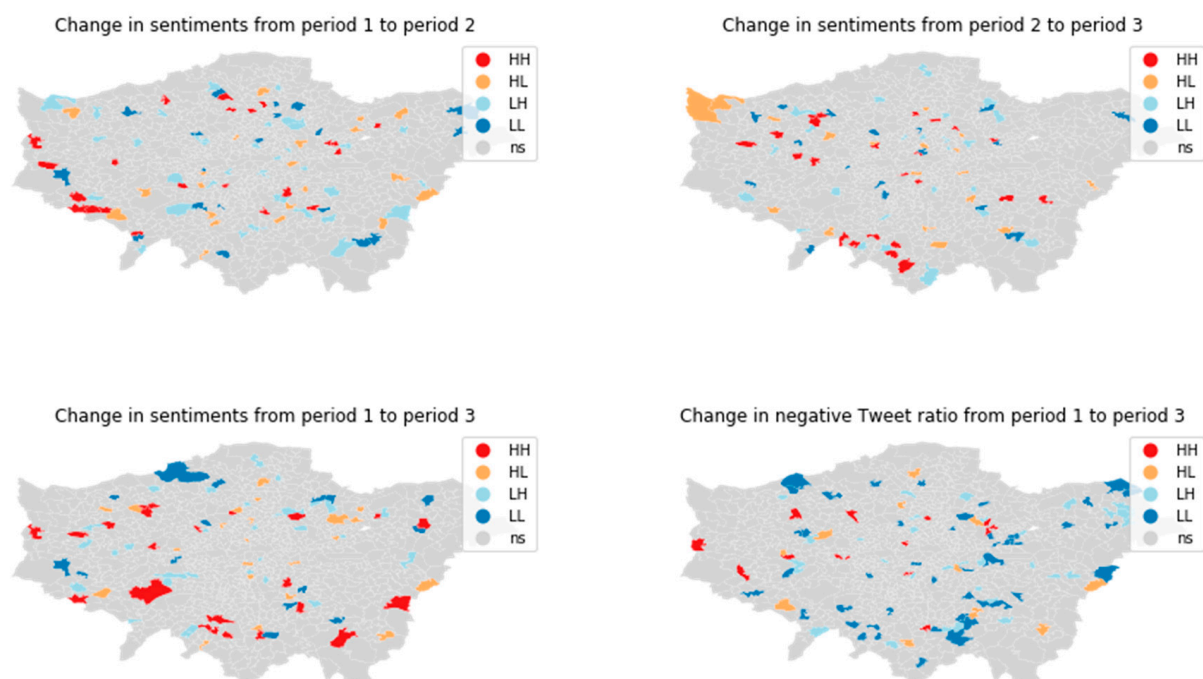 Change in sentiments from period 1 to period 2
HH
HL
LH
LL
ns
Change in sentiments from period 2 to period 3
HH
HL
LH
LL
ns
Change in sentiments from period 1 to period 3
HH
HL
LH
LL
ns
Change in negative Tweet ratio from period 1 to period 3
HH
HL
LH
LL
ns